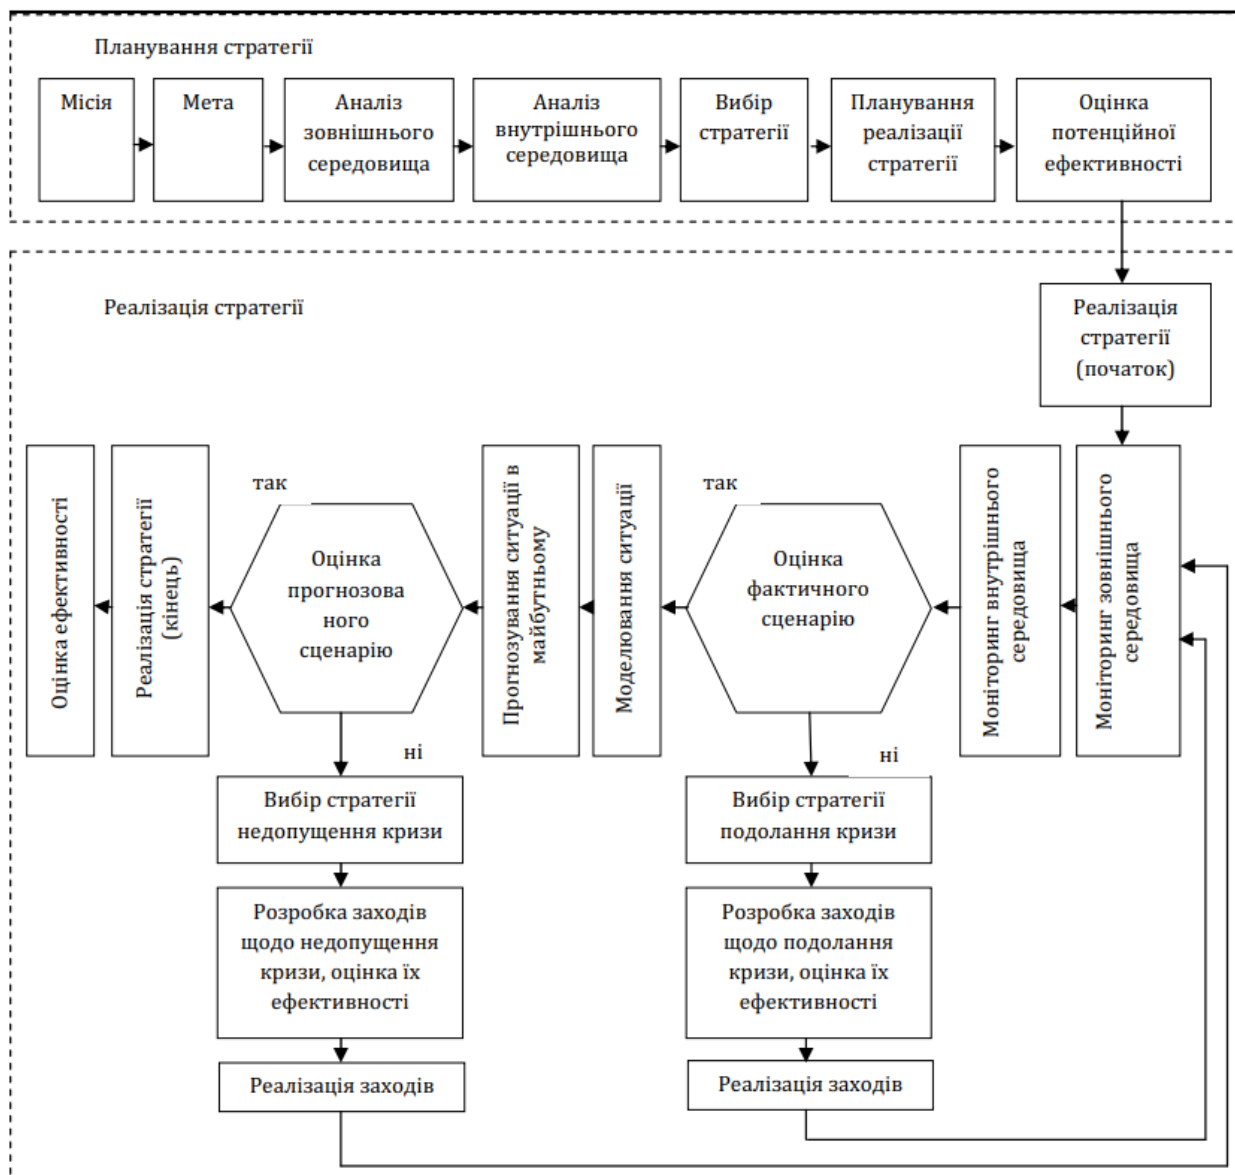 Планування стратегії
Місія
Мета
Аналіз
зовнішнього
середовища
Аналіз
внутрішнього
середовища
Вибір
стратегії
Планування
реалізації
стратегії
Оцінка
потенційної
ефективності
Реалізація стратегії
Реалізація
стратегії
(початок)
Моніторинг зовнішнього
середовища
Моніторинг внутрішнього
середовища
так
Оцінка
фактичного
сценарію
ні
Моделювання ситуації
Прогнозування ситуації в
майбутньому
так
Оцінка
прогнозова
ного
сценарію
ні
Реалізація стратегії
(кінець)
Оцінка ефективності
Вибір стратегії
недопущення кризи
Розробка заходів
щодо недопущення
кризи, оцінка їх
ефективності
Реалізація заходів
Вибір стратегії
подолання кризи
Розробка заходів
щодо подолання
кризи, оцінка їх
ефективності
Реалізація заходів